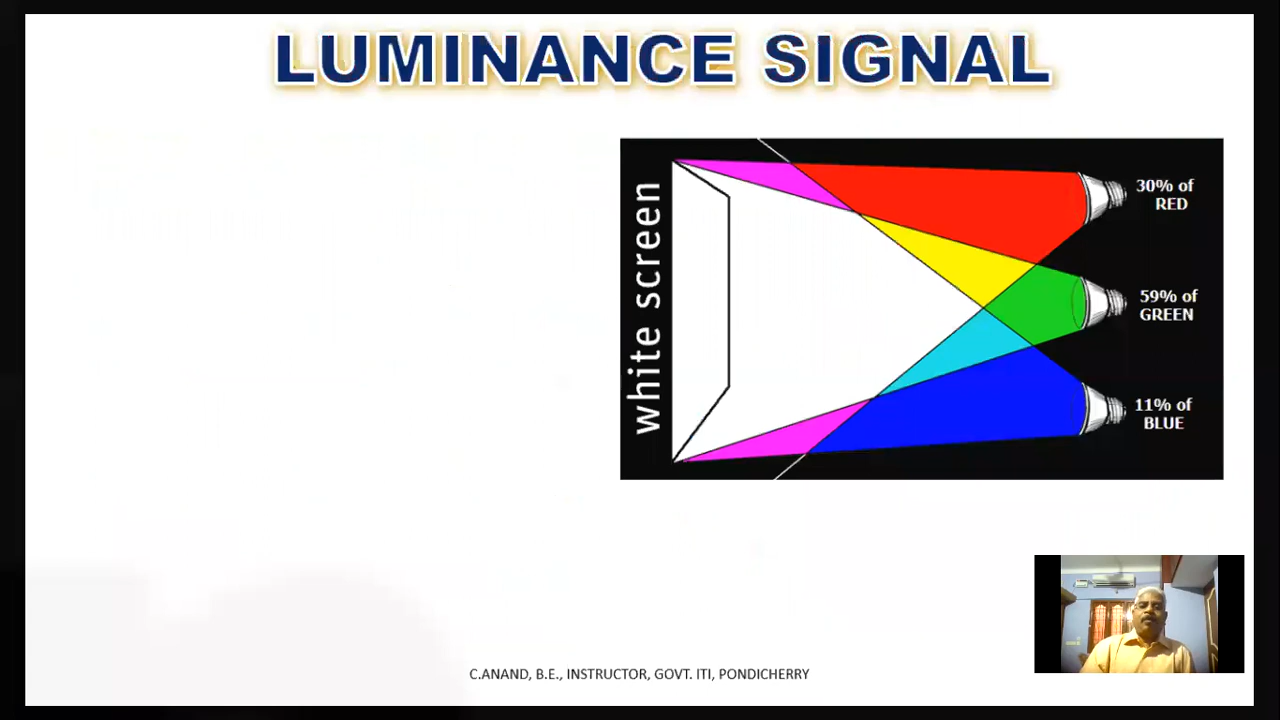 LUMINANCE SIGNAL
white screen
30% of
RED
59% of
GREEN
11% of
BLUE
C.ANAND, B.E., INSTRUCTOR, GOVT. ITI, PONDICHERRY